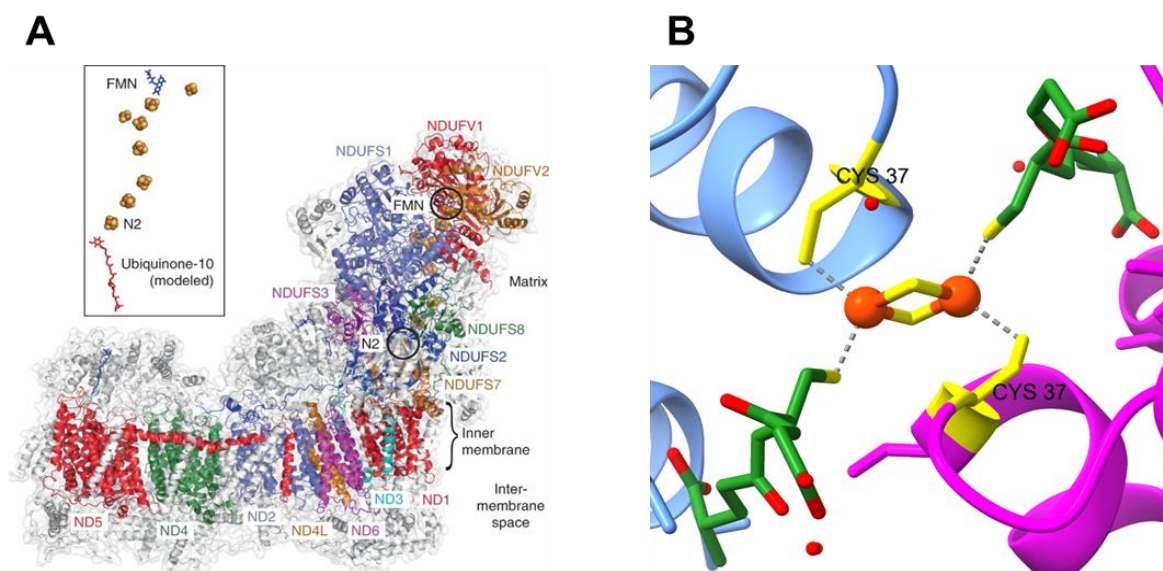 A
B
FMN
N2
Ubiquinone-10
(modeled)
NDUFV1
NDUFS1
NDUFV2
FMN
Matrix
NDUFS3
NDUFS8
N2
NDUFS2
NDUFS7
Inner
membrane
Inter-
membrane
space
ND3
ND1
ND5
ND4
ND2
ND4L
ND6
CYS 37
CYS 37